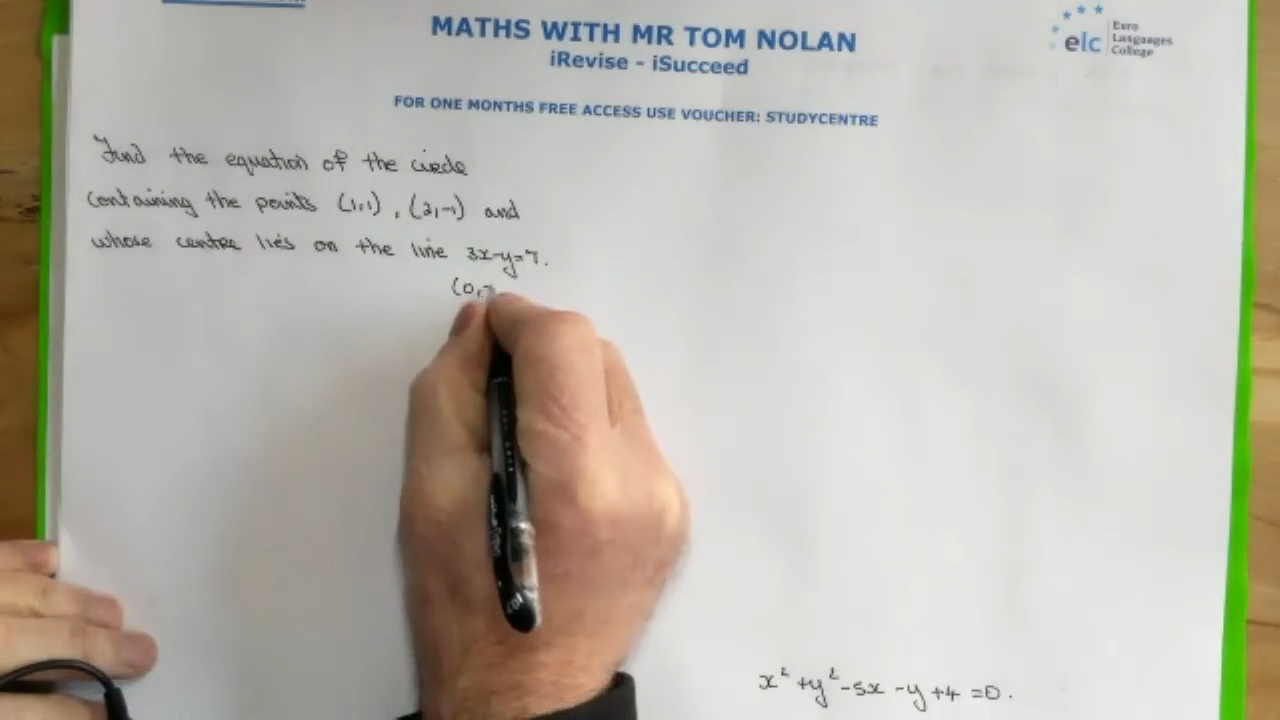 MATHS WITH MR TOM NOLAN
iRevise - iSucceed
elc Euro
Languages
College
FOR ONE MONTHS FREE ACCESS USE VOUCHER: STUDYCENTRE
Find the equation of the circle
containing the points (1,1), (2,-1) and
whose centre lies on the line 3x-y=7.
(0,
x² +y² -5x -y +4 =0.